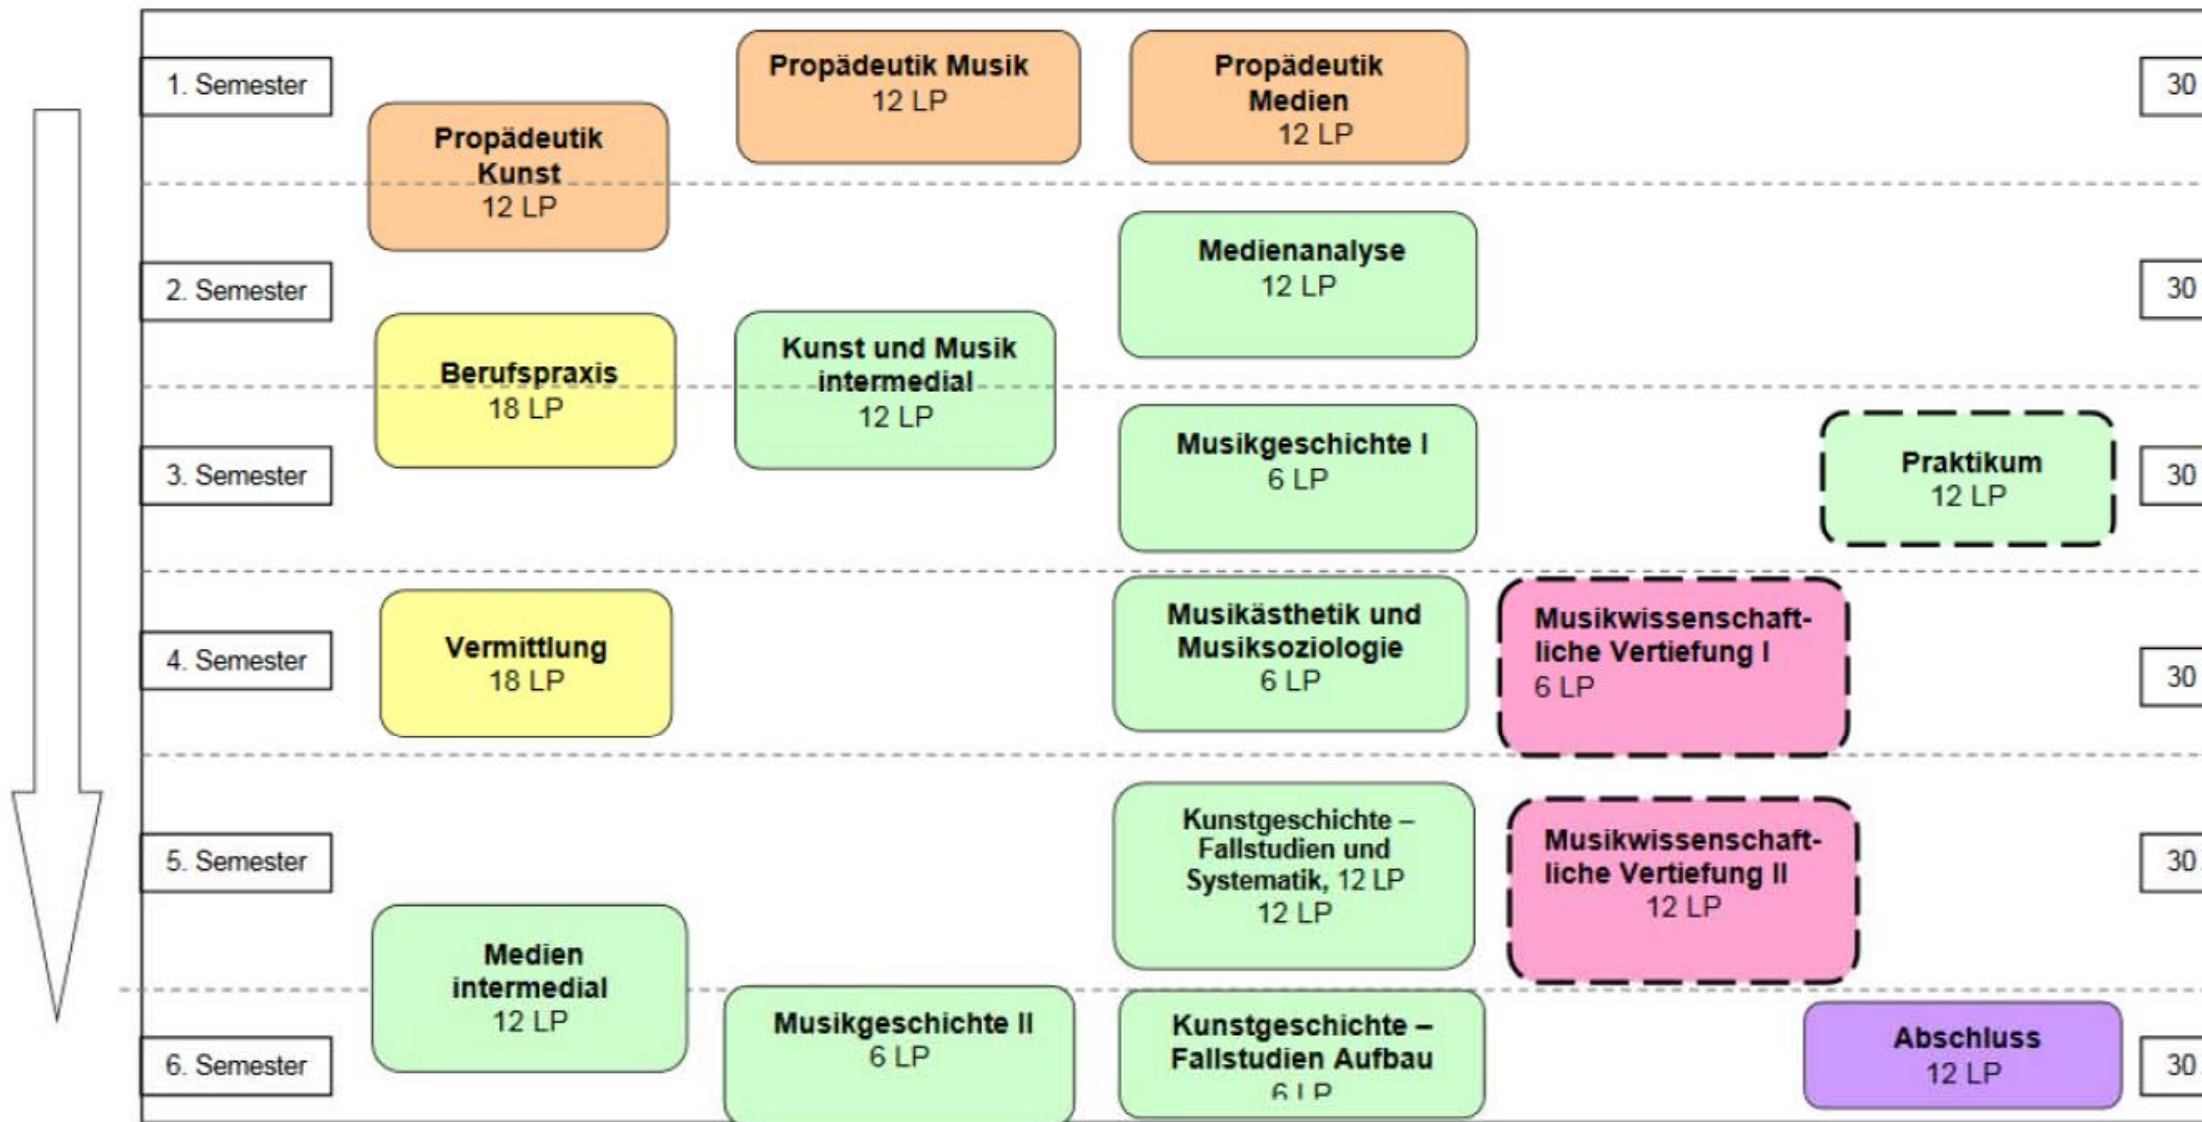 1. Semester
Propädeutik Musik
12 LP
Propädeutik
Medien
12 LP
30
Propädeutik
Kunst
12 LP
2. Semester
Medienanalyse
12 LP
30
Berufspraxis
18 LP
Kunst und Musik
intermedial
12 LP
3. Semester
Musikgeschichte I
6 LP
Praktikum
12 LP
30
4. Semester
Vermittlung
18 LP
Musikästhetik und
Musiksoziologie
6 LP
Musikwissenschaft-
liche Vertiefung I
6 LP
30
5. Semester
Kunstgeschichte –
Fallstudien und
Systematik, 12 LP
12 LP
Musikwissenschaft-
liche Vertiefung II
12 LP
30
Medien
intermedial
12 LP
6. Semester
Musikgeschichte II
6 LP
Kunstgeschichte –
Fallstudien Aufbau
6 LP
Abschluss
12 LP
30